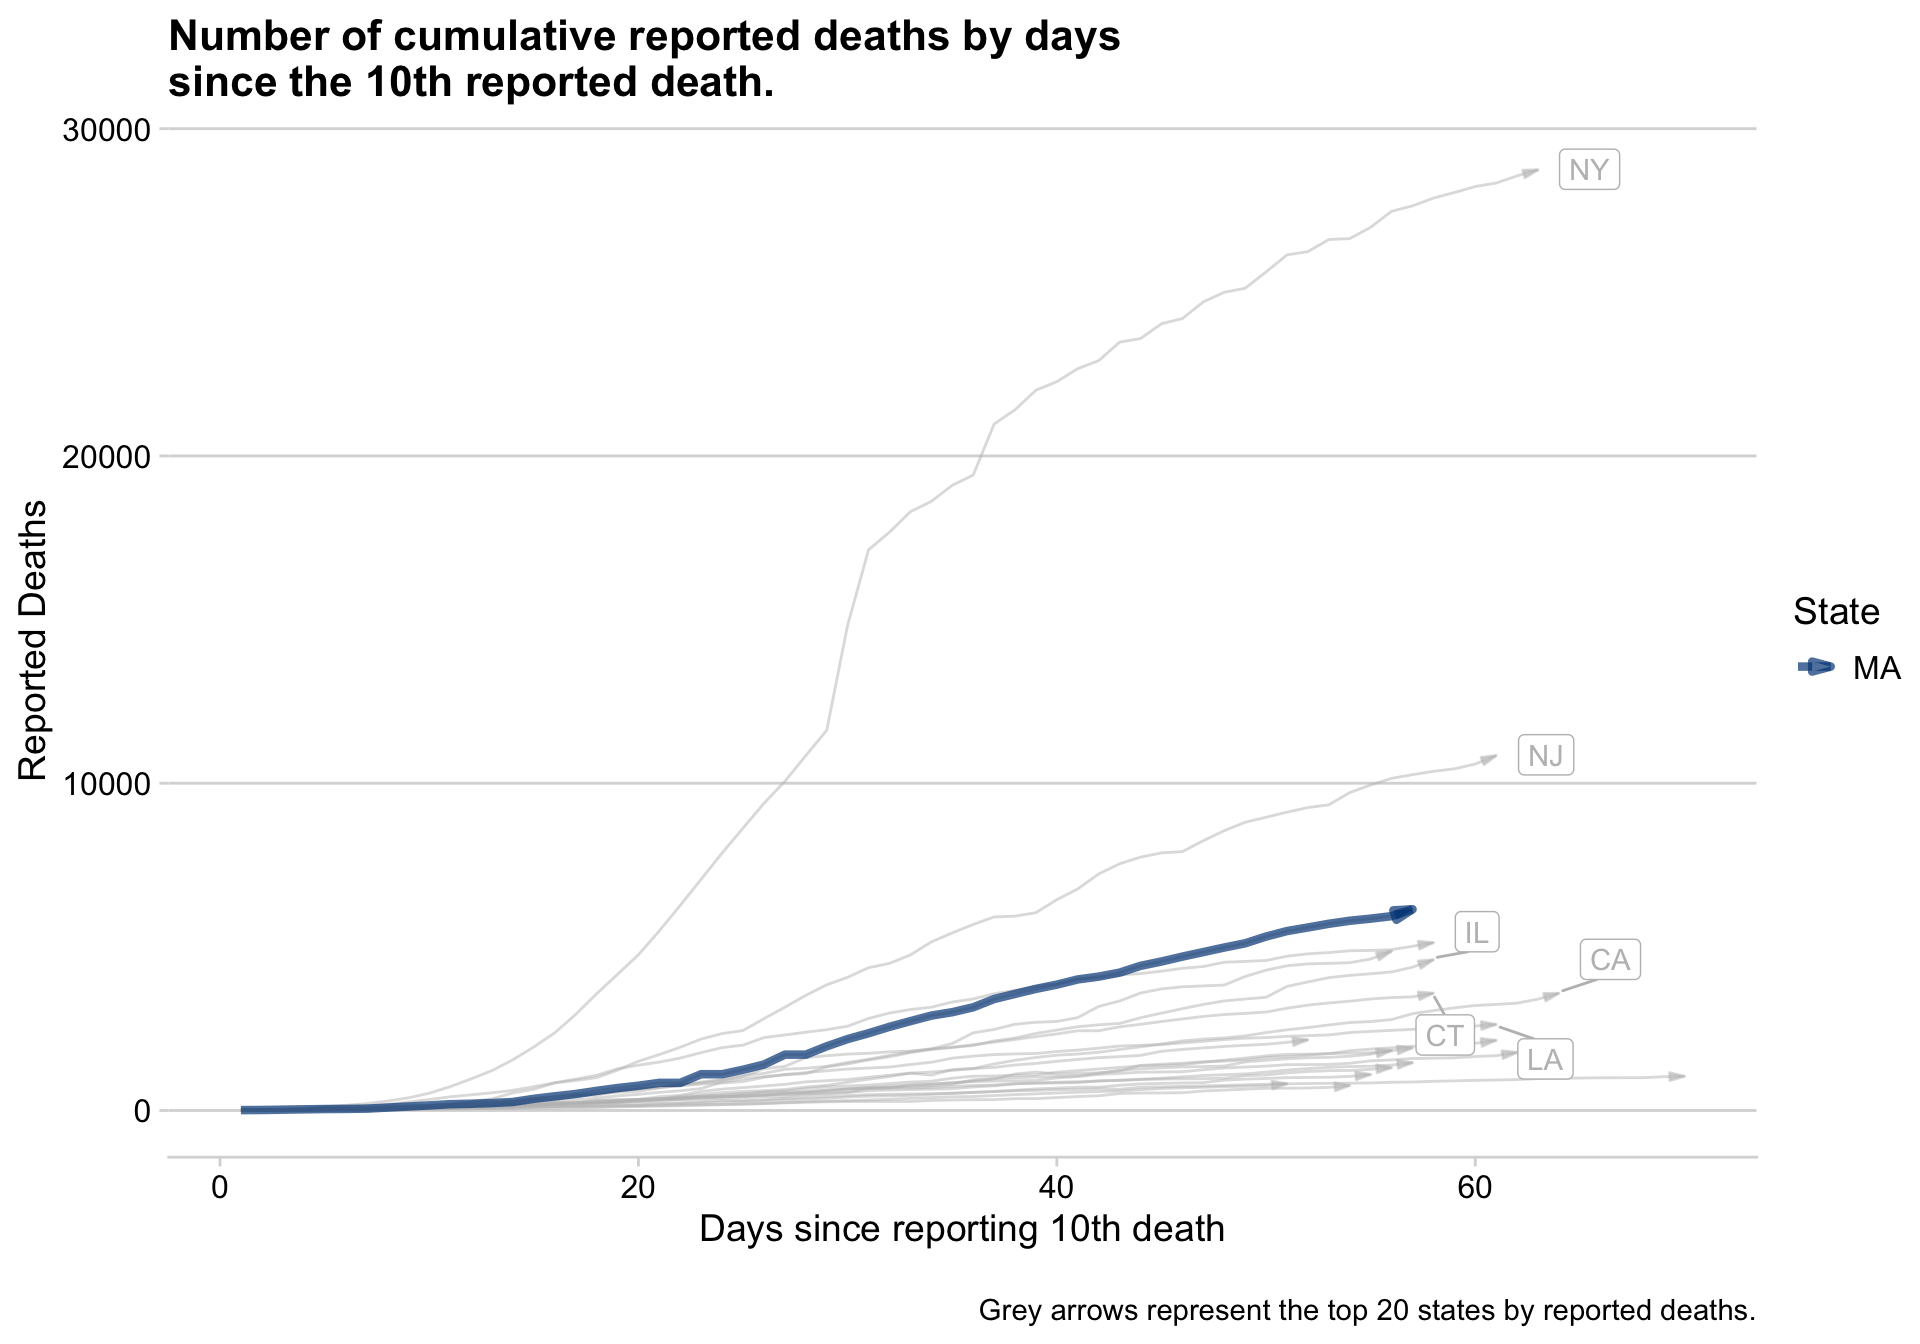 Number of cumulative reported deaths by days
since the 10th reported death.
30000
20000
10000
0
Reported Deaths
NY
NJ
IL
CA
CT
LA
State
MA
0
20
40
60
Days since reporting 10th death
Grey arrows represent the top 20 states by reported deaths.